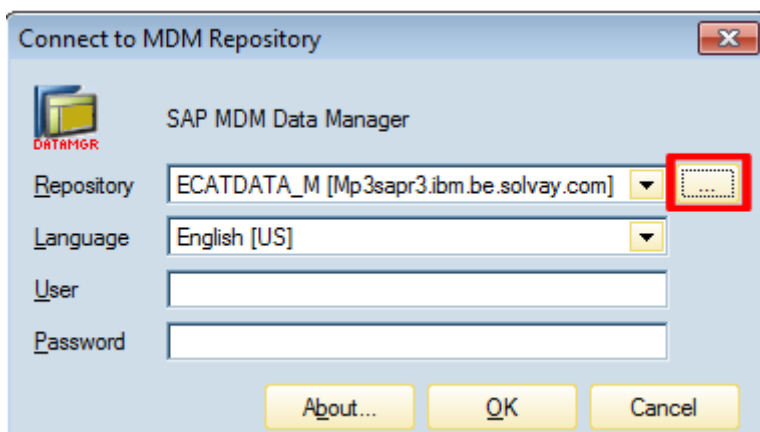 Connect to MDM Repository
DATAMGR
SAP MDM Data Manager
Repository ECATDATA_M [Mp3sapr3.ibm.be.solvay.com] ...
Language English [US]
User
Password
About... OK Cancel